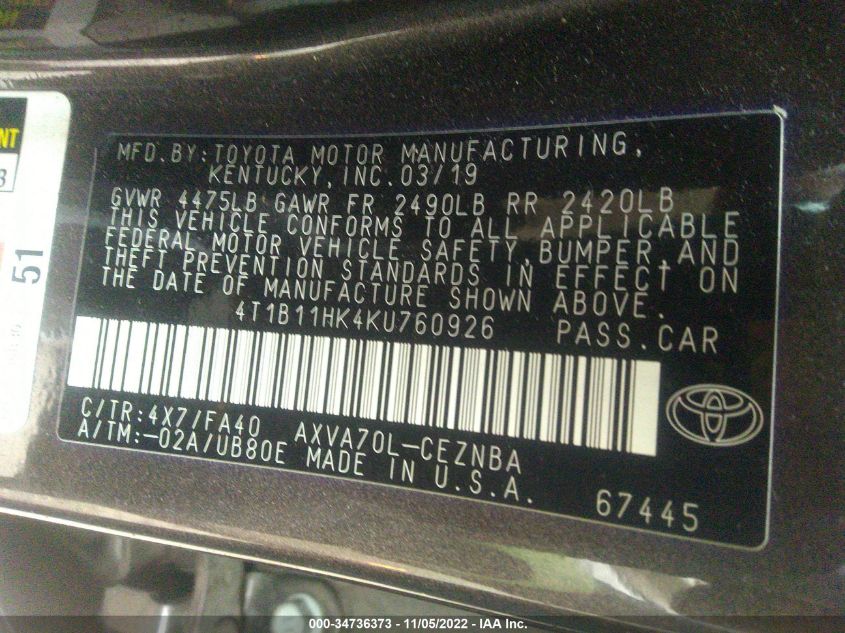 MFD.BY:TOYOTA MOTOR MANUFACTURING,
KENTUCKY,INC.03/19
GVWR 4475LB GAWR FR 2490LB RR 2420LB
THIS VEHICLE CONFORMS TO ALL APPLICABLE
FEDERAL MOTOR VEHICLE SAFETY,BUMPER,AND
THEFT PREVENTION STANDARDS IN EFFECT ON
THE DATE OF MANUFACTURE SHOWN ABOVE.
4T1B11HK4KU760926 PASS.CAR
C/TR:4X7/FA40 AXVA70L-CEZNBA
A/TM:-02A/UB80E MADE IN U.S.A.
67445
51
000-34736373 - 11/05/2022 - IAA Inc.